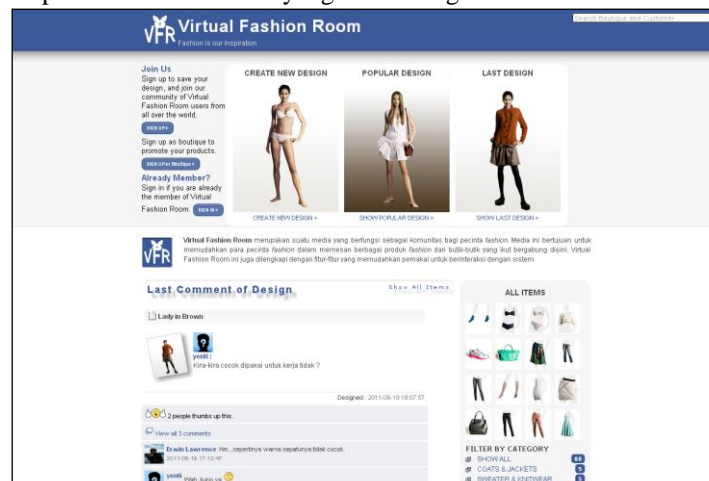 VFR Virtual Fashion Room
Fashion is our inspiration
Search Boutique and Customer
Join Us
Sign up to save your
design, and join our
community of Virtual
Fashion Room users from
all over the world.
SIGN UP »
Sign up as boutique to
promote your products.
SIGN UP as Boutique »
Already Member?
Sign in if you are already
the member of Virtual
Fashion Room. SIGN IN »
CREATE NEW DESIGN
CREATE NEW DESIGN »
POPULAR DESIGN
SHOW POPULAR DESIGN »
LAST DESIGN
SHOW LAST DESIGN »
VFR
Virtual Fashion Room merupakan suatu media yang berfungsi sebagai komunitas bagi pecinta fashion. Media ini bertujuan untuk
memudahkan para pecinta fashion dalam memesan berbagai produk fashion dari butik-butik yang ikut bergabung disini. Virtual
Fashion Room ini juga dilengkapi dengan fitur-fitur yang memudahkan pemakai untuk berinteraksi dengan sistem.
Last Comment of Design
Show All Items
Lady in Brown
yenti :
Kira-kira cocok dipakai untuk kerja tidak ?
Designed : 2011-06-19 18:07:57
2 people thumbs up this.
View all 3 comments
Erwin Lawrence Hm.. sepertinya warna sepatunya tidak cocok.
2011-06-16 17:12:47
yenti Wah, iya
ALL ITEMS
FILTER BY CATEGORY
SHOW ALL
COATS & JACKETS 5
SWEATER & KNITWEAR